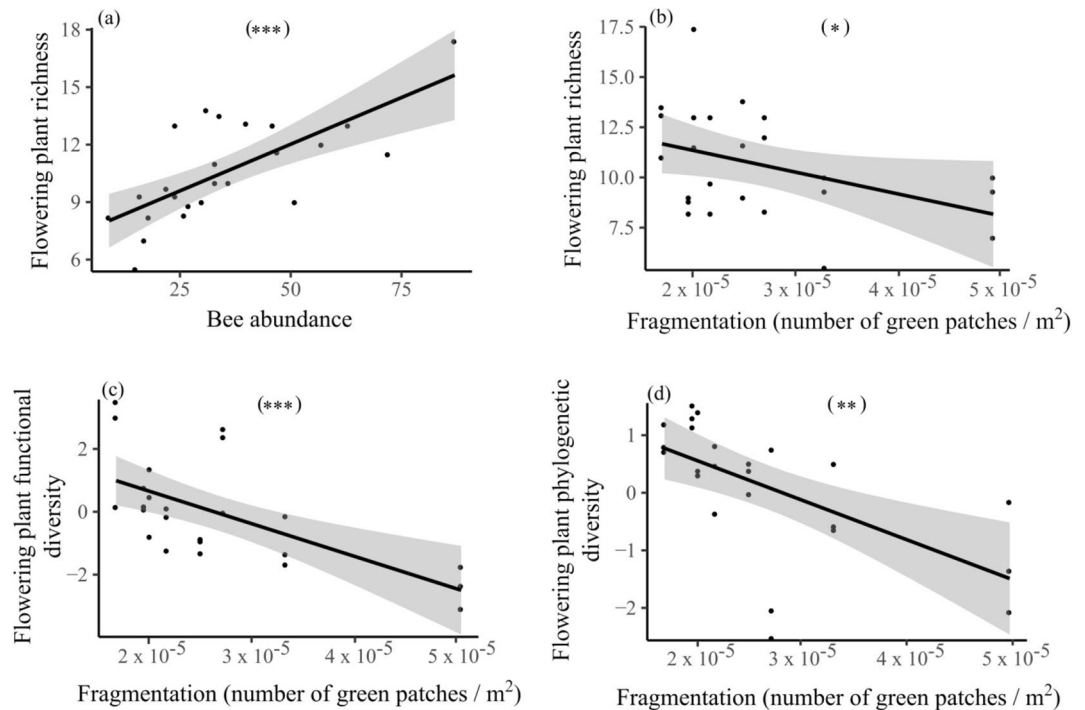 (a)
(***)
Flowering plant richness
18
15
12
9
6
25 50 75
Bee abundance
(b)
(*)
Flowering plant richness
17.5
15.0
12.5
10.0
7.5
2 x 10⁻⁵ 3 x 10⁻⁵ 4 x 10⁻⁵ 5 x 10⁻⁵
Fragmentation (number of green patches / m²)
(c)
(***)
Flowering plant functional
diversity
2
0
−2
2 x 10⁻⁵ 3 x 10⁻⁵ 4 x 10⁻⁵ 5 x 10⁻⁵
Fragmentation (number of green patches / m²)
(d)
(**)
Flowering plant phylogenetic
diversity
1
0
−1
−2
2 x 10⁻⁵ 3 x 10⁻⁵ 4 x 10⁻⁵ 5 x 10⁻⁵
Fragmentation (number of green patches / m²)